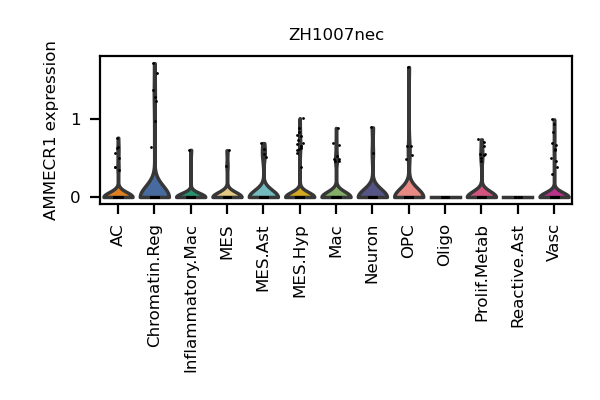 ZH1007nec
AMMECR1 expression
1
0
AC
Chromatin.Reg
Inflammatory.Mac
MES
MES.Ast
MES.Hyp
Mac
Neuron
OPC
Oligo
Prolif.Metab
Reactive.Ast
Vasc